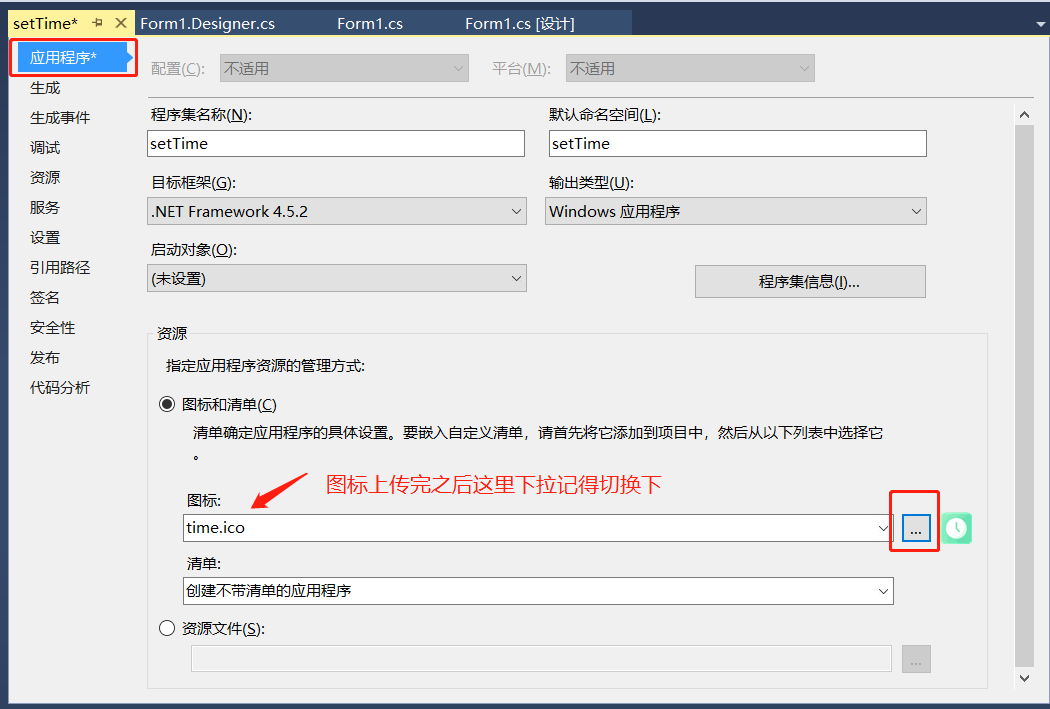 setTime* Form1.Designer.cs Form1.cs Form1.cs [设计]
应用程序*
生成
生成事件
调试
资源
服务
设置
引用路径
签名
安全性
发布
代码分析
配置(C): 不适用 平台(M): 不适用
程序集名称(N): 默认命名空间(L):
setTime setTime
目标框架(G): 输出类型(U):
.NET Framework 4.5.2 Windows 应用程序
启动对象(O):
(未设置) 程序集信息(I)...
资源
指定应用程序资源的管理方式:
图标和清单(C)
清单确定应用程序的具体设置。要嵌入自定义清单，请首先将它添加到项目中，然后从以下列表中选择它
。
图标上传完之后这里下拉记得切换下
图标:
time.ico ...
清单:
创建不带清单的应用程序
资源文件(S):
...